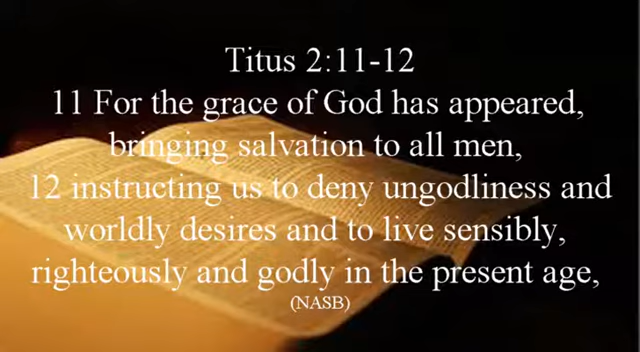 Titus 2:11-12
11 For the grace of God has appeared,
bringing salvation to all men,
12 instructing us to deny ungodliness and
worldly desires and to live sensibly,
righteously and godly in the present age,
(NASB)